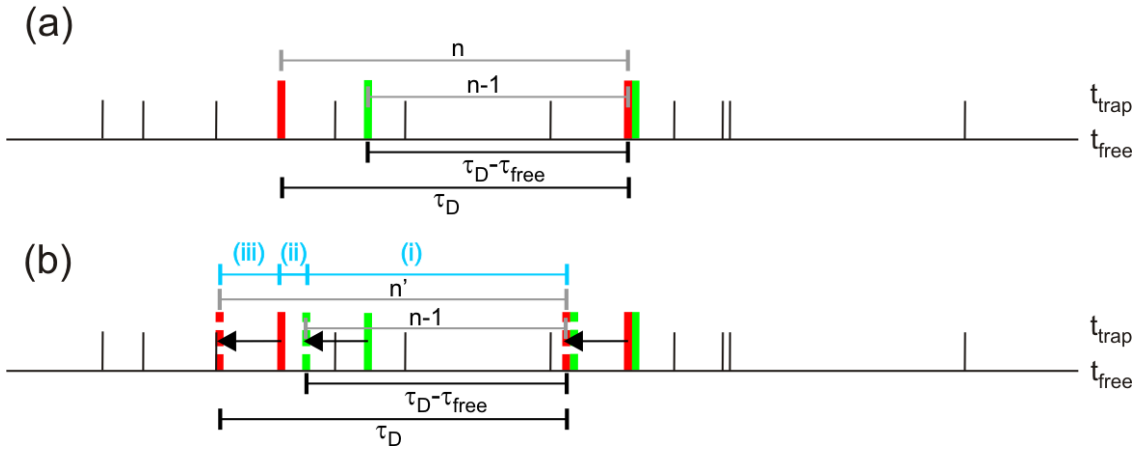 (a)
n
n-1
t_trap
t_free
τ_D-τ_free
τ_D
(b)
(iii) (ii) (i)
n'
n-1
t_trap
t_free
τ_D-τ_free
τ_D